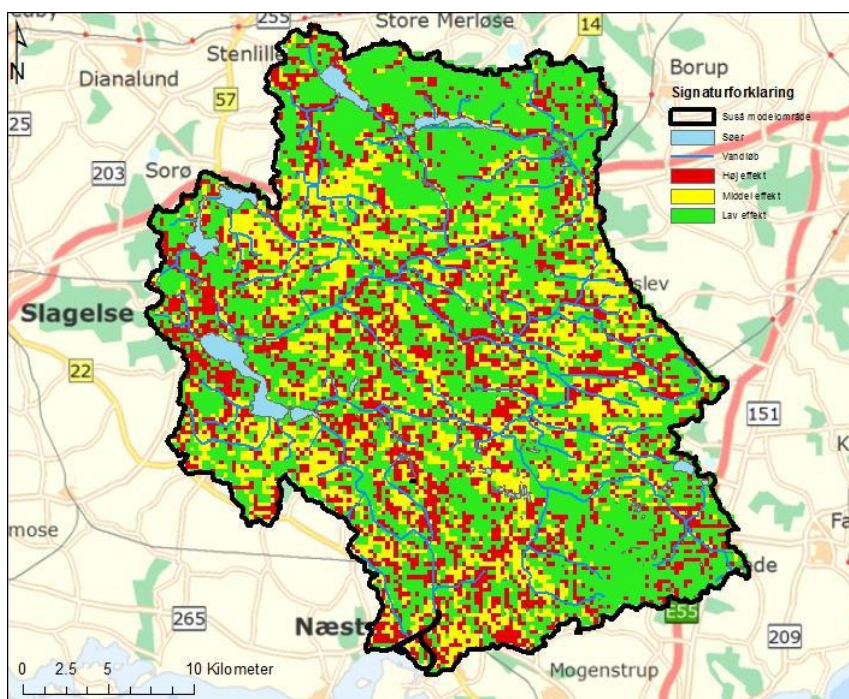 255
Store Merløse
14
Stenlille
Dianalund
Borup
N
57
25
Signaturforklaring
Suså modelområde
Søer
Vandløb
Høj effekt
Middel effekt
Lav effekt
203
Sorø
slev
Slagelse
22
151
mose
Fa
265
Næst
E55
209
0 2.5 5 10 Kilometer
Mogenstrup